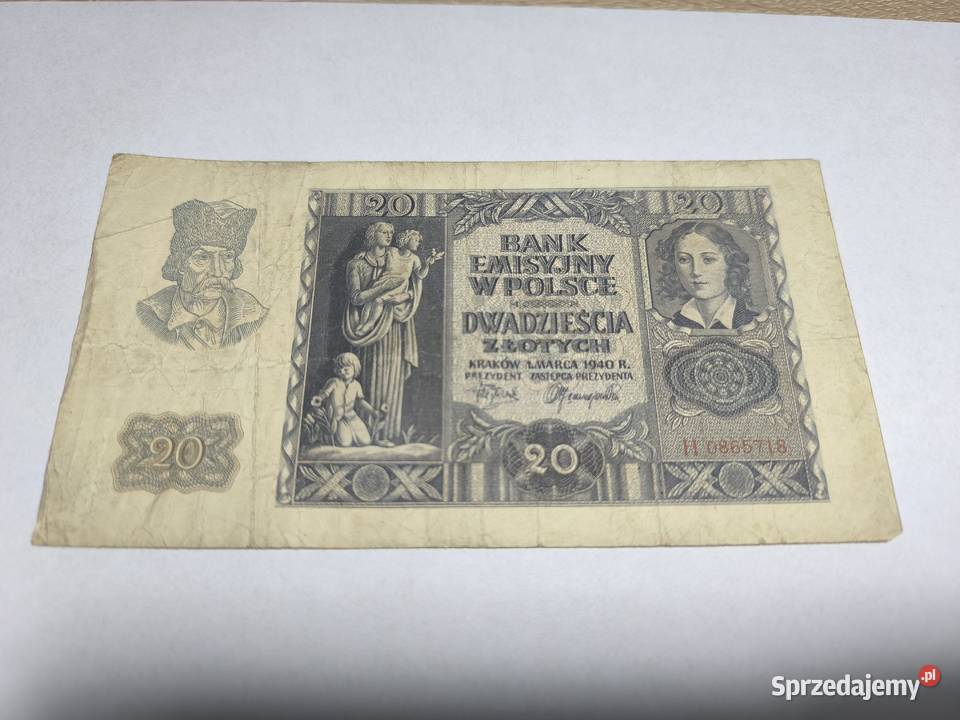 20
20
BANK
EMISYJNY
W POLSCE
DWADZIEŚCIA
ZŁOTYCH
KRAKÓW 1. MARCA 1940 R.
PREZYDENT ZASTĘPCA PREZYDENTA
20
20
H 0865718
Sprzedajemy.pl